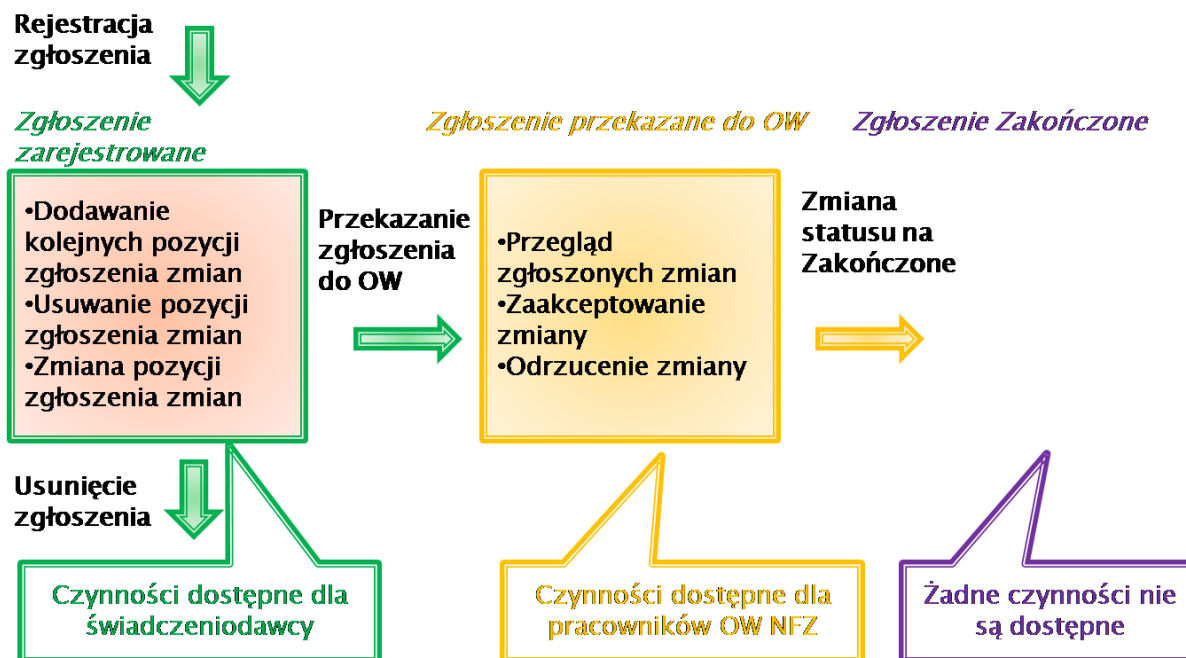 Rejestracja
zgłoszenia
Zgłoszenie
zarejestrowane
•Dodawanie
kolejnych pozycji
zgłoszenia zmian
•Usuwanie pozycji
zgłoszenia zmian
•Zmiana pozycji
zgłoszenia zmian
Przekazanie
zgłoszenia
do OW
Zgłoszenie przekazane do OW
•Przegląd
zgłoszonych zmian
•Zaakceptowanie
zmiany
•Odrzucenie zmiany
Zmiana
statusu na
Zakończone
Zgłoszenie Zakończone
Usunięcie
zgłoszenia
Czynności dostępne dla
świadczeniodawcy
Czynności dostępne dla
pracowników OW NFZ
Żadne czynności nie
są dostępne